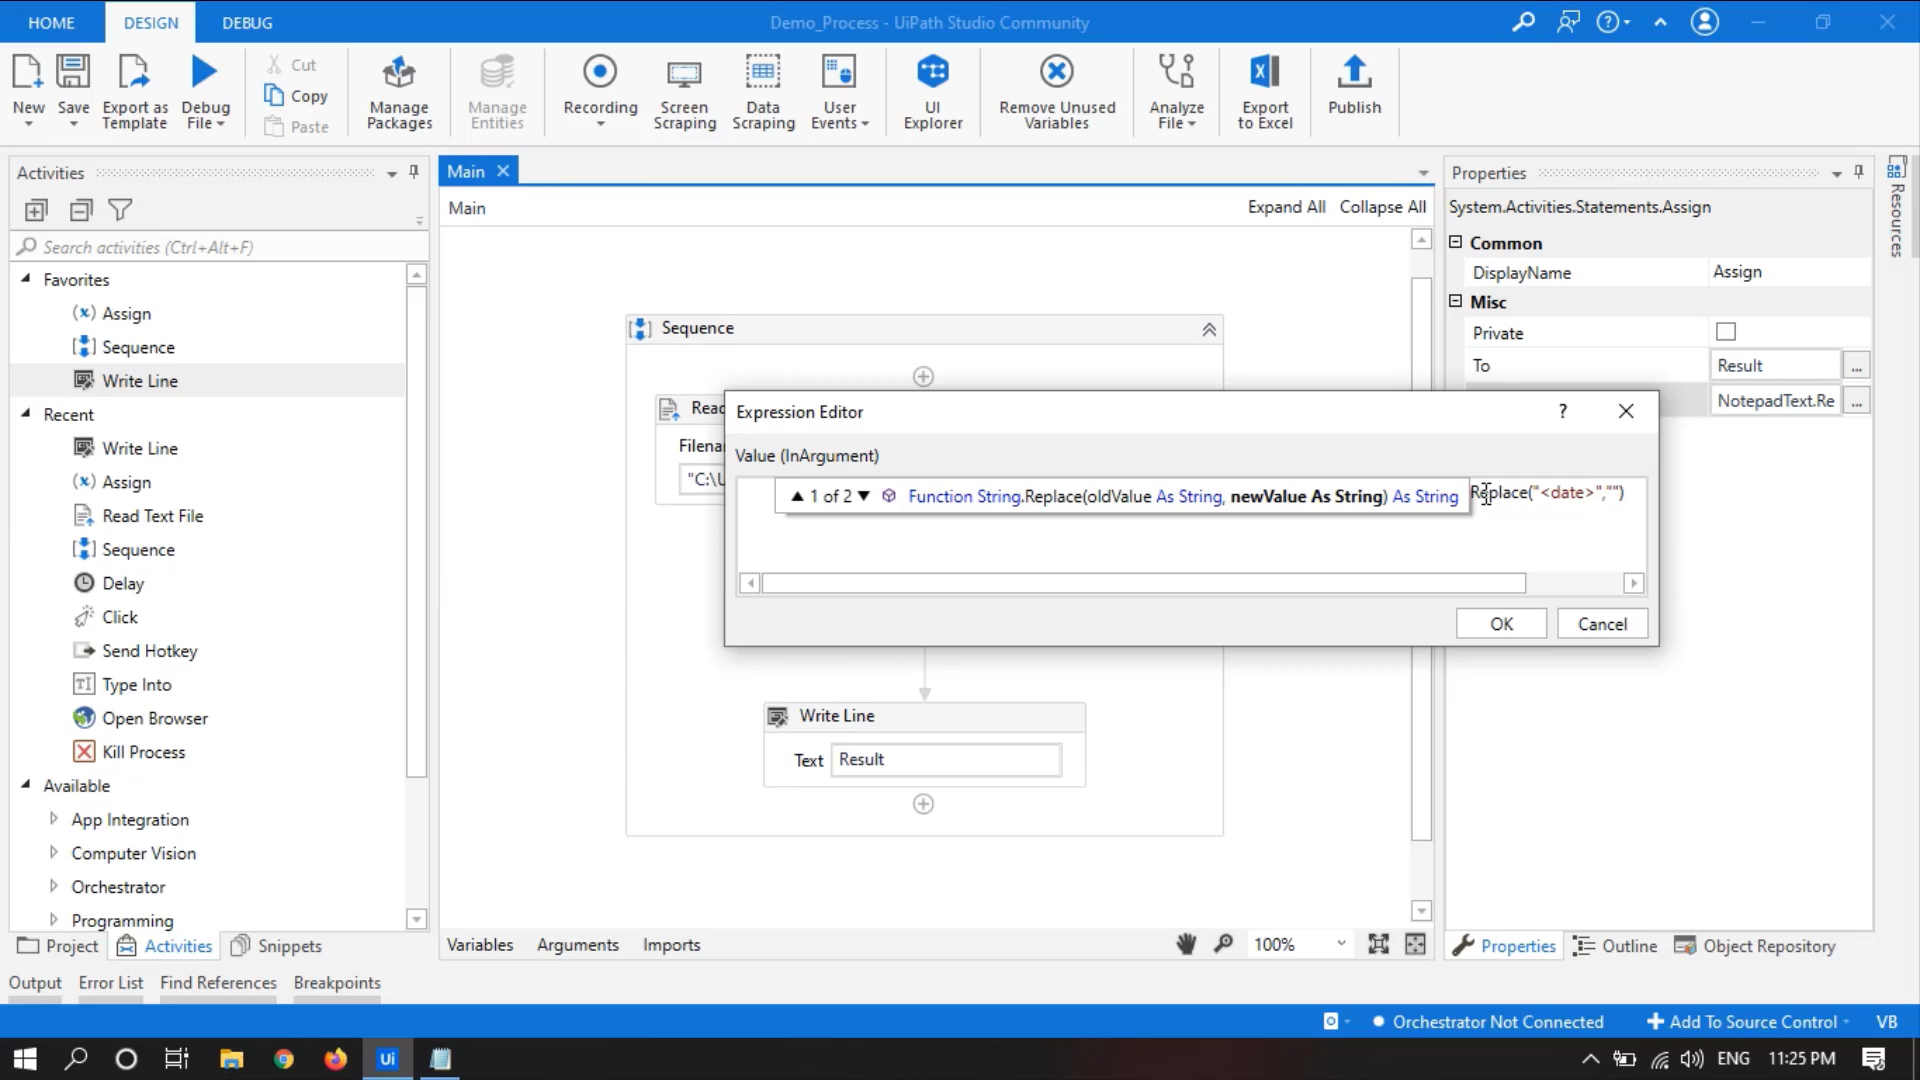 HOME
DESIGN
DEBUG
Demo_Process - UiPath Studio Community
New
Save
Export as
Template
Debug
File
Cut
Copy
Paste
Manage
Packages
Manage
Entities
Recording
Screen
Scraping
Data
Scraping
User
Events
UI
Explorer
Remove Unused
Variables
Analyze
File
Export
to Excel
Publish
Activities
Search activities (Ctrl+Alt+F)
Favorites
Assign
Sequence
Write Line
Recent
Write Line
Assign
Read Text File
Sequence
Delay
Click
Send Hotkey
Type Into
Open Browser
Kill Process
Available
App Integration
Computer Vision
Orchestrator
Programming
Project
Activities
Snippets
Main
Main
Expand All
Collapse All
Sequence
Read
Filena
"C:\U
Expression Editor
?
Value (InArgument)
1 of 2 Function String.Replace(oldValue As String, newValue As String) As String
Replace("<date>","")
OK
Cancel
Write Line
Text
Result
Variables
Arguments
Imports
100%
Properties
System.Activities.Statements.Assign
Common
DisplayName
Assign
Misc
Private
To
Result
...
NotepadText.Re
...
Resources
Properties
Outline
Object Repository
Output
Error List
Find References
Breakpoints
Orchestrator Not Connected
Add To Source Control
VB
Ui
ENG
11:25 PM